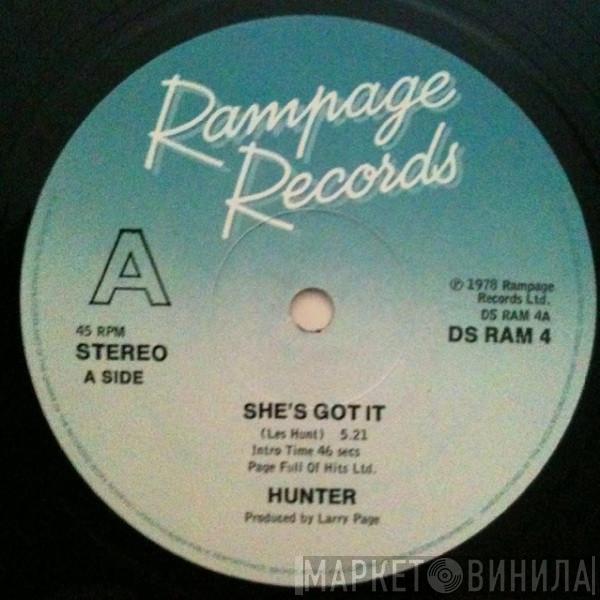 Rampage
Records
A
45 RPM
STEREO
A SIDE
℗ 1978 Rampage
Records Ltd.
DS RAM 4A
DS RAM 4
SHE'S GOT IT
(Les Hunt) 5.21
Intro Time 46 secs
Page Full Of Hits Ltd.
HUNTER
Produced by Larry Page
МАРКЕТ ВИНИЛА